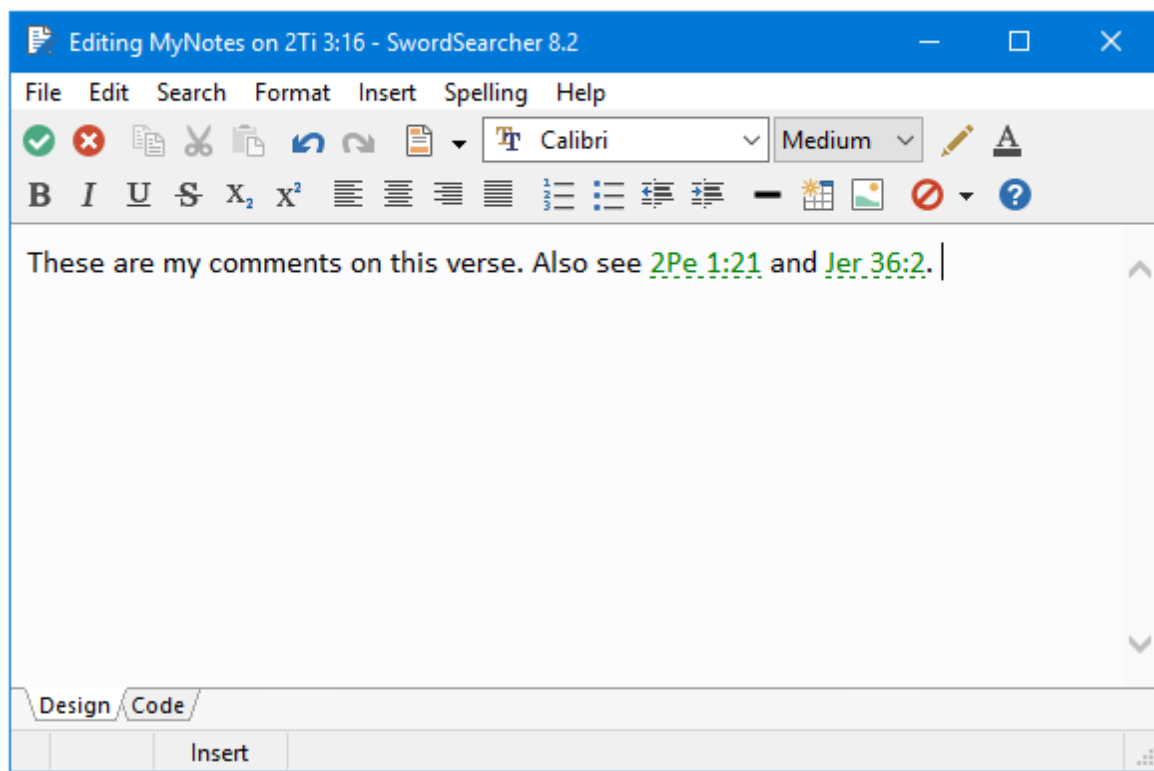 Editing MyNotes on 2Ti 3:16 - SwordSearcher 8.2
File Edit Search Format Insert Spelling Help
Calibri Medium A
B I U S X₂ X²
These are my comments on this verse. Also see 2Pe 1:21 and Jer 36:2.
Design Code
Insert